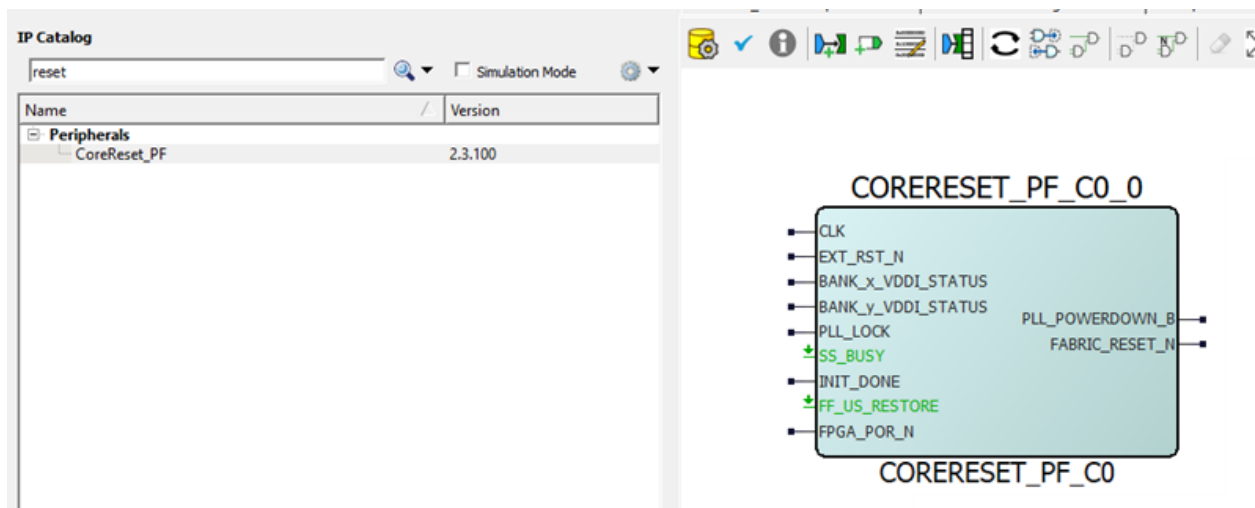 IP Catalog
reset
Simulation Mode
Name
Version
Peripherals
CoreReset_PF
2.3.100
CORERESET_PF_C0_0
CLK
EXT_RST_N
BANK_x_VDDI_STATUS
BANK_y_VDDI_STATUS
PLL_LOCK
SS_BUSY
INIT_DONE
FF_US_RESTORE
FPGA_POR_N
PLL_POWERDOWN_B
FABRIC_RESET_N
CORERESET_PF_C0